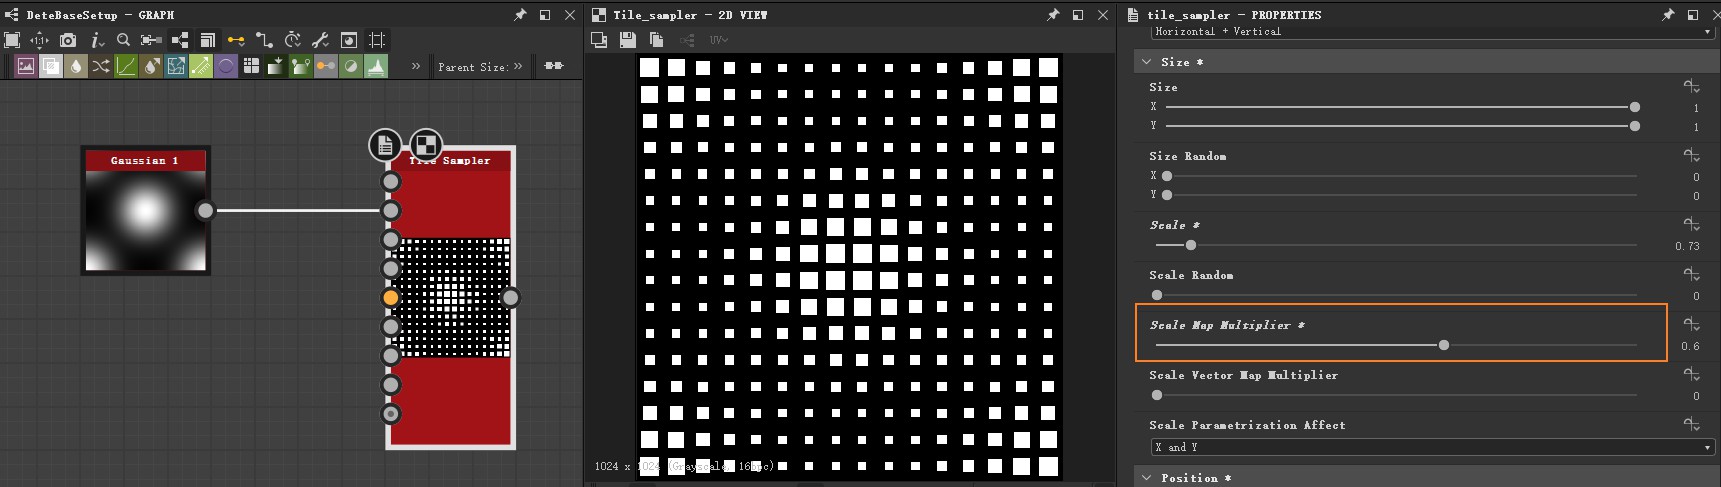 DeteBaseSetup — GRAPH
Parent Size:
Gaussian 1
Tile Sampler
Tile_sampler — 2D VIEW
UV
1024 x 1024 (Grayscale, 16bpc)
tile_sampler — PROPERTIES
Horizontal + Vertical
Size *
Size
X 1
Y 1
Size Random
X 0
Y 0
Scale *
0.73
Scale Random
0
Scale Map Multiplier *
0.6
Scale Vector Map Multiplier
0
Scale Parametrization Affect
X and Y
Position *